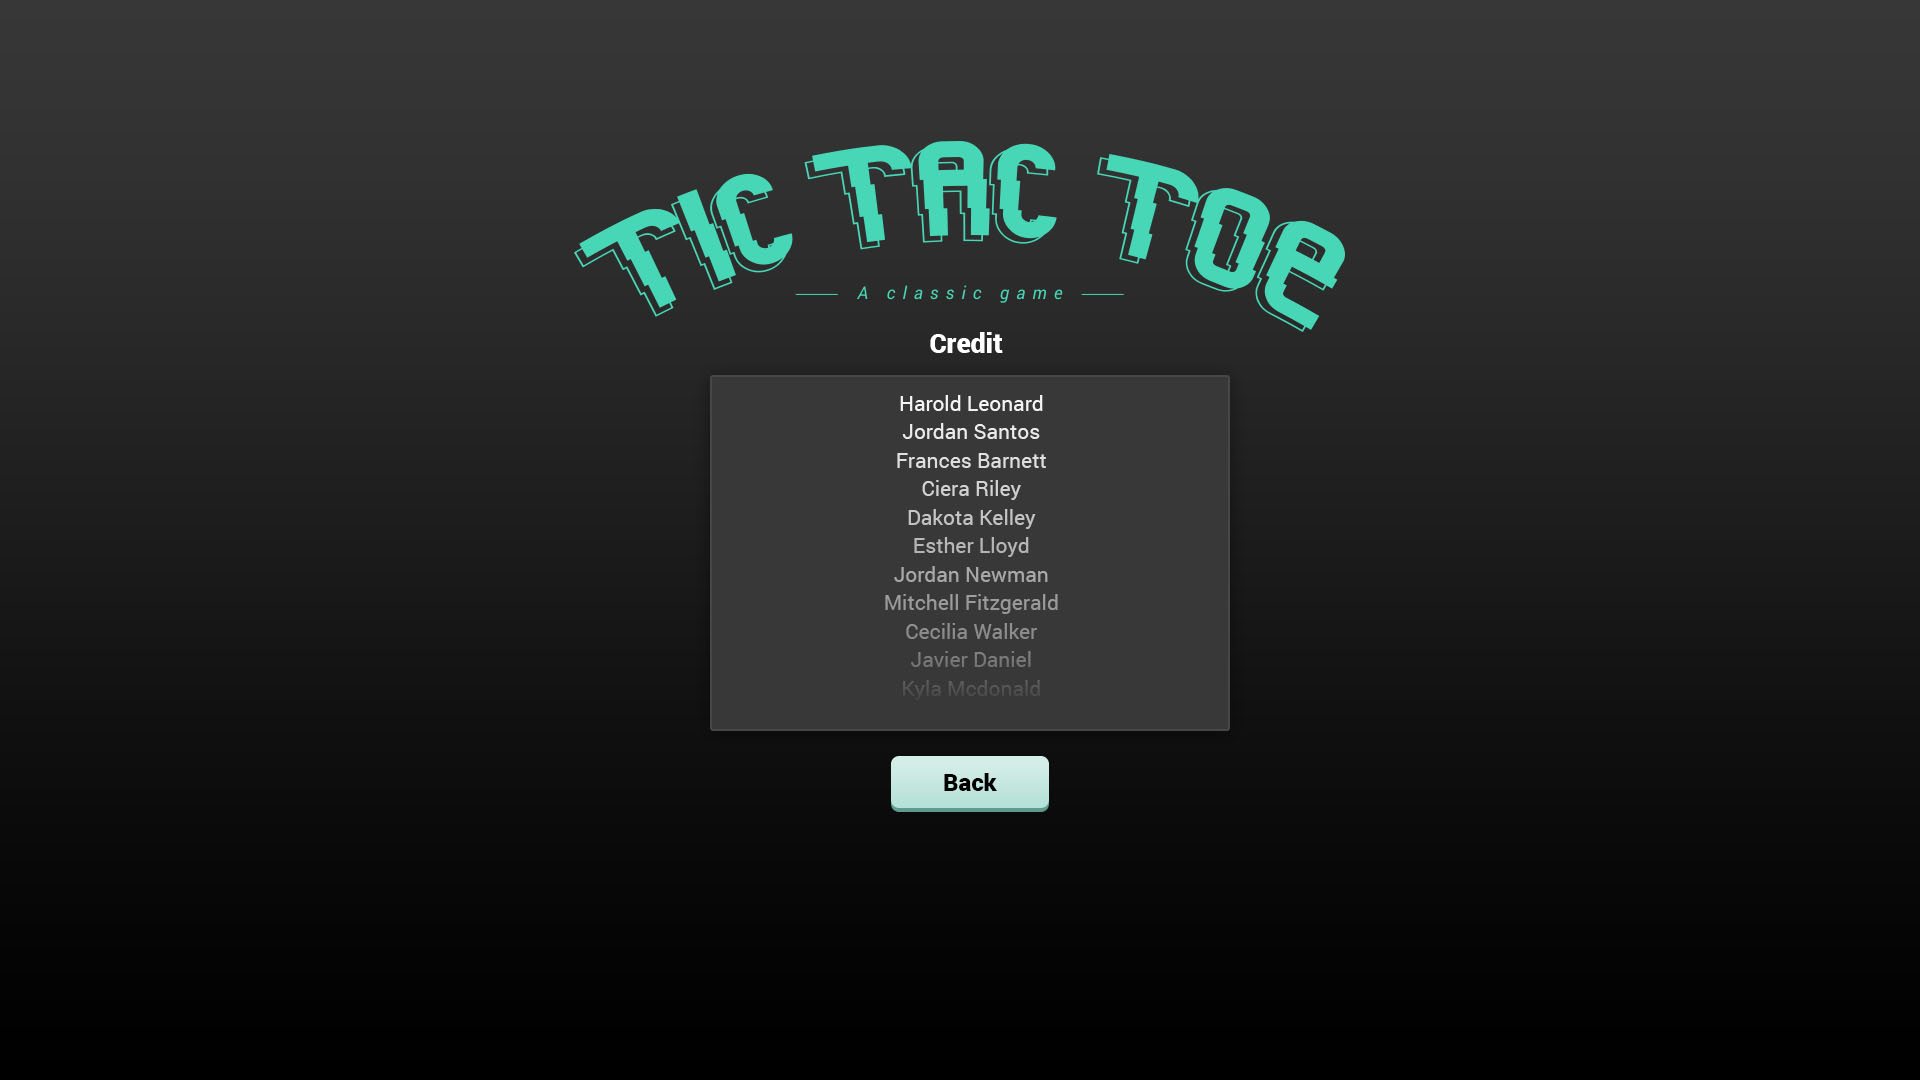 TIC TAC TOE
A classic game
Credit
Harold Leonard
Jordan Santos
Frances Barnett
Ciera Riley
Dakota Kelley
Esther Lloyd
Jordan Newman
Mitchell Fitzgerald
Cecilia Walker
Javier Daniel
Kyla Mcdonald
Back